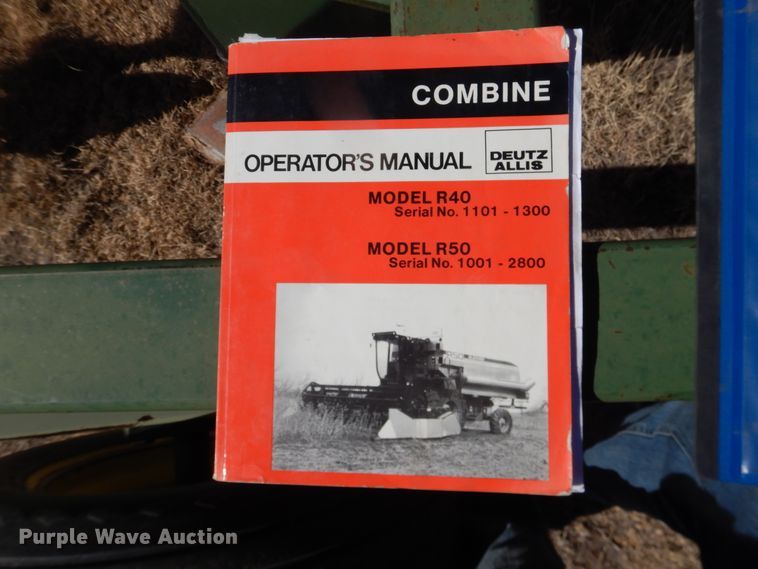 COMBINE
OPERATOR'S MANUAL
DEUTZ
ALLIS
MODEL R40
Serial No. 1101 - 1300
MODEL R50
Serial No. 1001 - 2800
R50
Purple Wave Auction